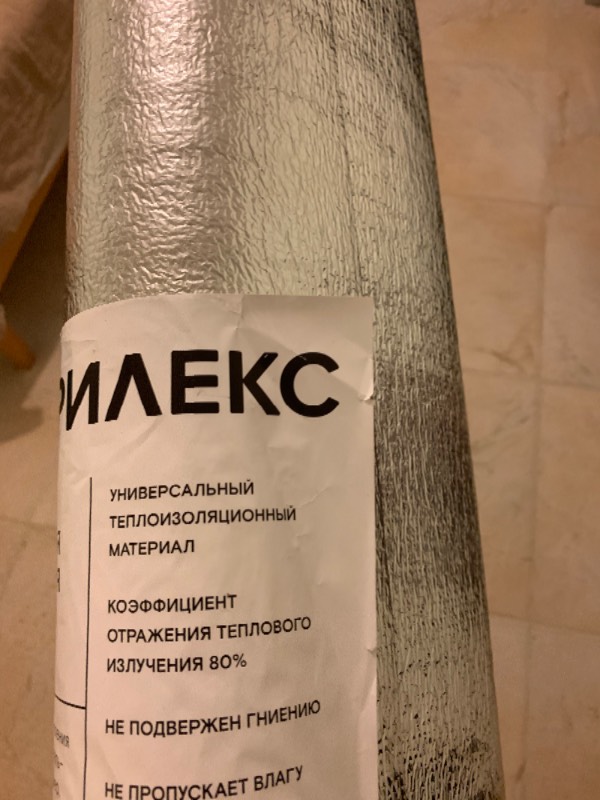 РИЛЕКС
УНИВЕРСАЛЬНЫЙ
ТЕПЛОИЗОЛЯЦИОННЫЙ
МАТЕРИАЛ
КОЭФФИЦИЕНТ
ОТРАЖЕНИЯ ТЕПЛОВОГО
ИЗЛУЧЕНИЯ 80%
НЕ ПОДВЕРЖЕН ГНИЕНИЮ
НЕ ПРОПУСКАЕТ ВЛАГУ